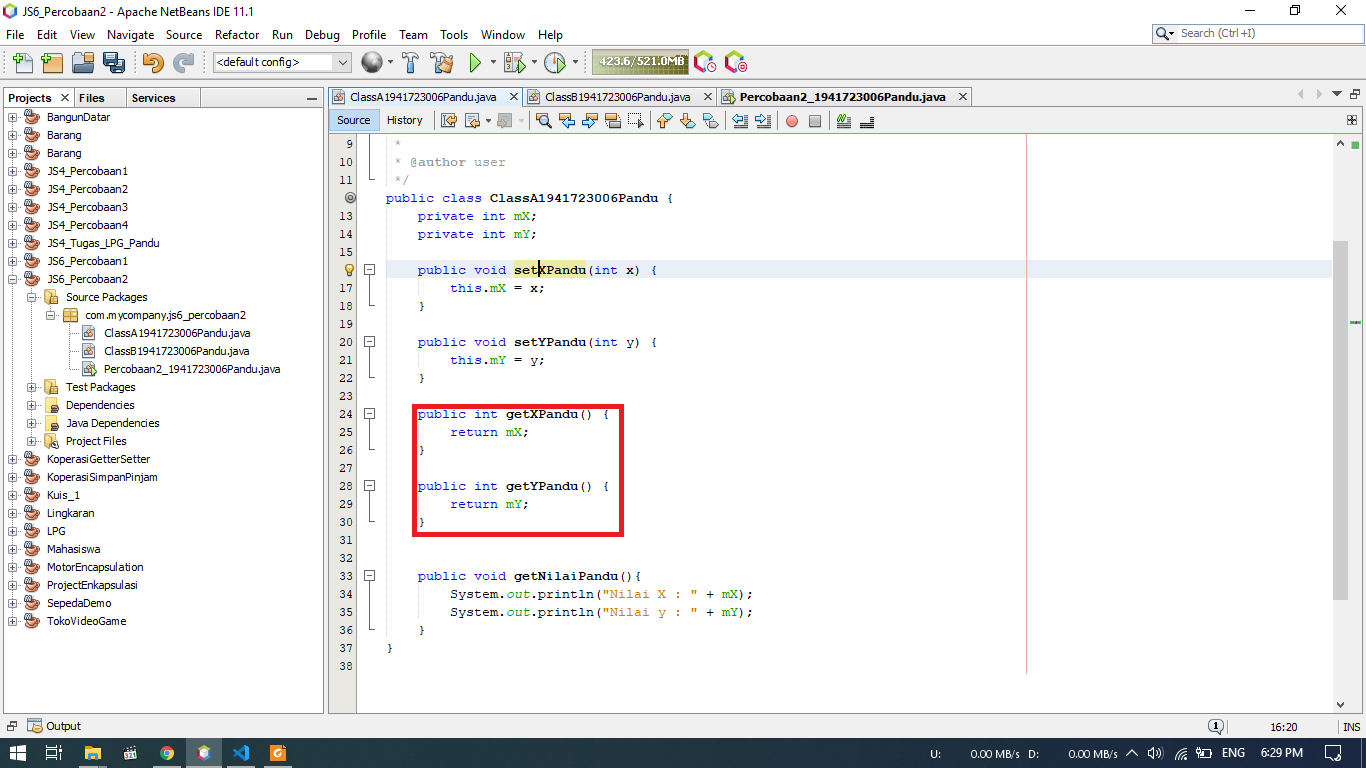 JS6_Percobaan2 - Apache NetBeans IDE 11.1
File Edit View Navigate Source Refactor Run Debug Profile Team Tools Window Help
Search (Ctrl+I)
<default config>
423.6/521.0MB
Projects Files Services
BangunDatar
Barang
Barang
JS4_Percobaan1
JS4_Percobaan2
JS4_Percobaan3
JS4_Percobaan4
JS4_Tugas_LPG_Pandu
JS6_Percobaan1
JS6_Percobaan2
Source Packages
com.mycompany.js6_percobaan2
ClassA1941723006Pandu.java
ClassB1941723006Pandu.java
Percobaan2_1941723006Pandu.java
Test Packages
Dependencies
Java Dependencies
Project Files
KoperasiGetterSetter
KoperasiSimpanPinjam
Kuis_1
Lingkaran
LPG
Mahasiswa
MotorEncapsulation
ProjectEnkapsulasi
SepedaDemo
TokoVideoGame
ClassA1941723006Pandu.java ClassB1941723006Pandu.java Percobaan2_1941723006Pandu.java
Source History
9 *
10 * @author user
11 */
public class ClassA1941723006Pandu {
13 private int mX;
14 private int mY;
15
public void setXPandu(int x) {
17 this.mX = x;
18 }
19
20 public void setYPandu(int y) {
21 this.mY = y;
22 }
23
24 public int getXPandu() {
25 return mX;
26 }
27
28 public int getYPandu() {
29 return mY;
30 }
31
32
33 public void getNilaiPandu(){
34 System.out.println("Nilai X : " + mX);
35 System.out.println("Nilai y : " + mY);
36 }
37 }
38
Output
1 16:20 INS
U: 0.00 MB/s D: 0.00 MB/s ENG 6:29 PM